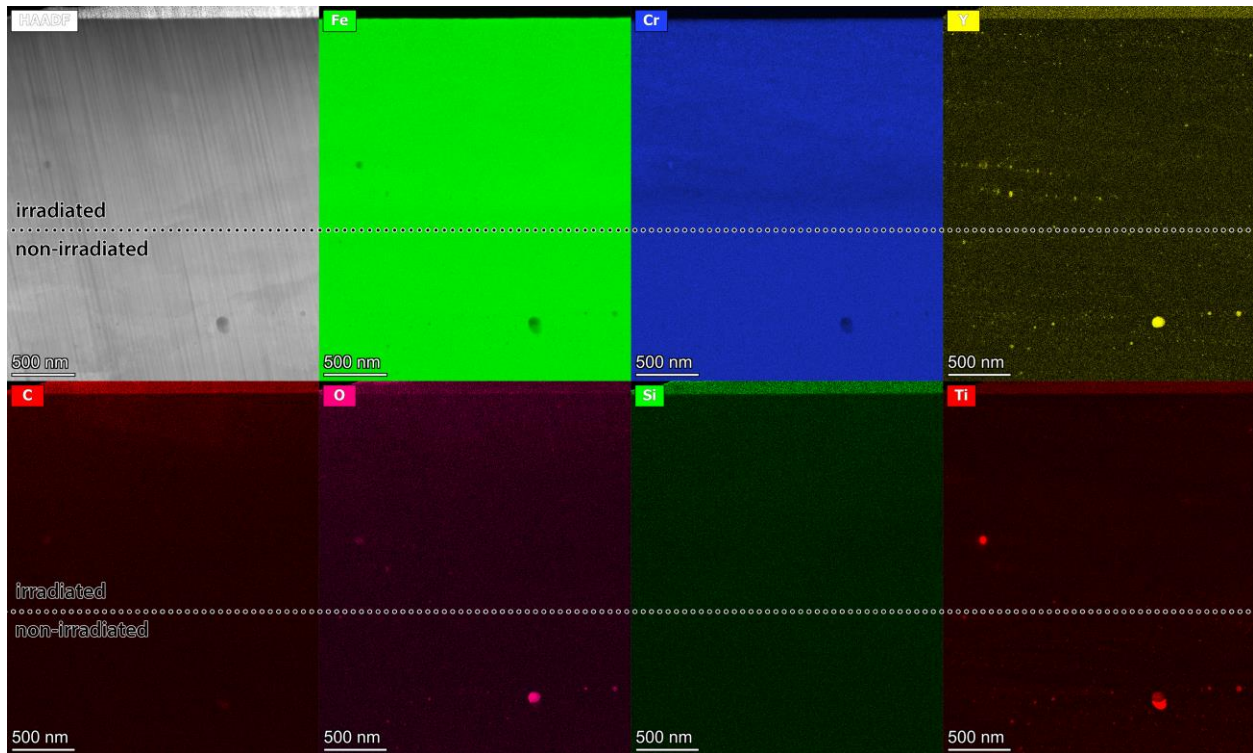 HAADF
Fe
Cr
Y
irradiated
non-irradiated
500 nm
500 nm
500 nm
500 nm
C
O
Si
Ti
irradiated
non-irradiated
500 nm
500 nm
500 nm
500 nm